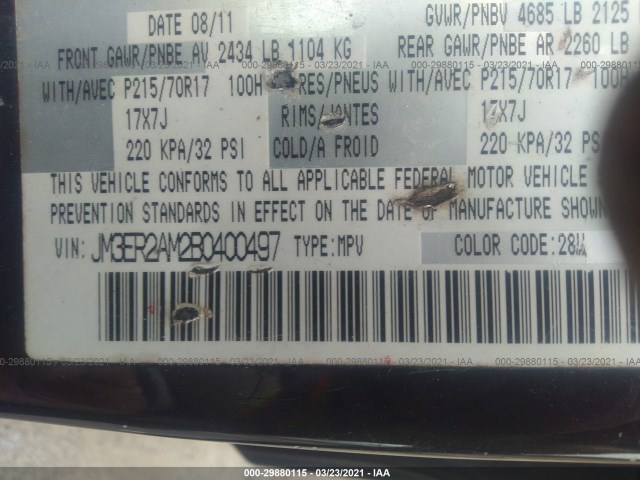 DATE 08/11
GVWR/PNBV 4685 LB 2125
FRONT GAWR/PNBE AV 2434 LB 1104 KG
REAR GAWR/PNBE AR 2260 LB
WITH/AVEC P215/70R17 100H
RES/PNEUS WITH/AVEC P215/70R17 100H
17X7J RIMS/JANTES 17X7J
220 KPA/32 PSI COLD/A FROID 220 KPA/32 PSI
THIS VEHICLE CONFORMS TO ALL APPLICABLE FEDERAL MOTOR VEHICLE
PREVENTION STANDARDS IN EFFECT ON THE DATE OF MANUFACTURE SHOWN
VIN: JM3ER2AM2B0400497 TYPE:MPV COLOR CODE:28W
000-29880115 - 03/23/2021 - IAA